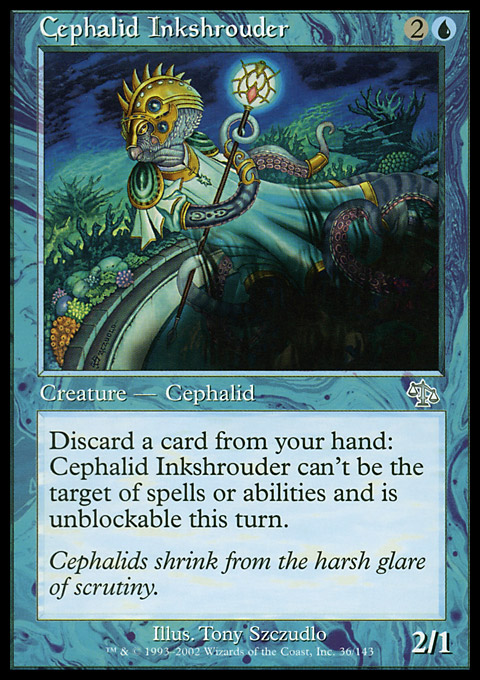 Cephalid Inkshrouder 2
Creature — Cephalid
Discard a card from your hand:
Cephalid Inkshrouder can't be the
target of spells or abilities and is
unblockable this turn.
Cephalids shrink from the harsh glare
of scrutiny.
Illus. Tony Szczudlo
™ & © 1993-2002 Wizards of the Coast, Inc. 36/143
2/1